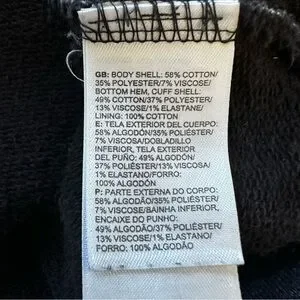 GB: BODY SHELL: 58% COTTON/
35% POLYESTER/7% VISCOSE/
BOTTOM HEM, CUFF SHELL:
49% COTTON/37% POLYESTER/
13% VISCOSE/1% ELASTANE/
LINING: 100% COTTON
E: TELA EXTERIOR DEL CUERPO:
58% ALGODÓN/35% POLIÉSTER/
7% VISCOSA/DOBLADILLO
INFERIOR, TELA EXTERIOR
DEL PUÑO: 49% ALGODÓN/
37% POLIÉSTER/13% VISCOSA/
1% ELASTANO/FORRO:
100% ALGODÓN
P: PARTE EXTERNA DO CORPO:
58% ALGODÃO/35% POLIÉSTER/
7% VISCOSE/BAINHA INFERIOR,
ENCAIXE DO PUNHO:
49% ALGODÃO/37% POLIÉSTER/
13% VISCOSE/1% ELASTANO/
FORRO: 100% ALGODÃO